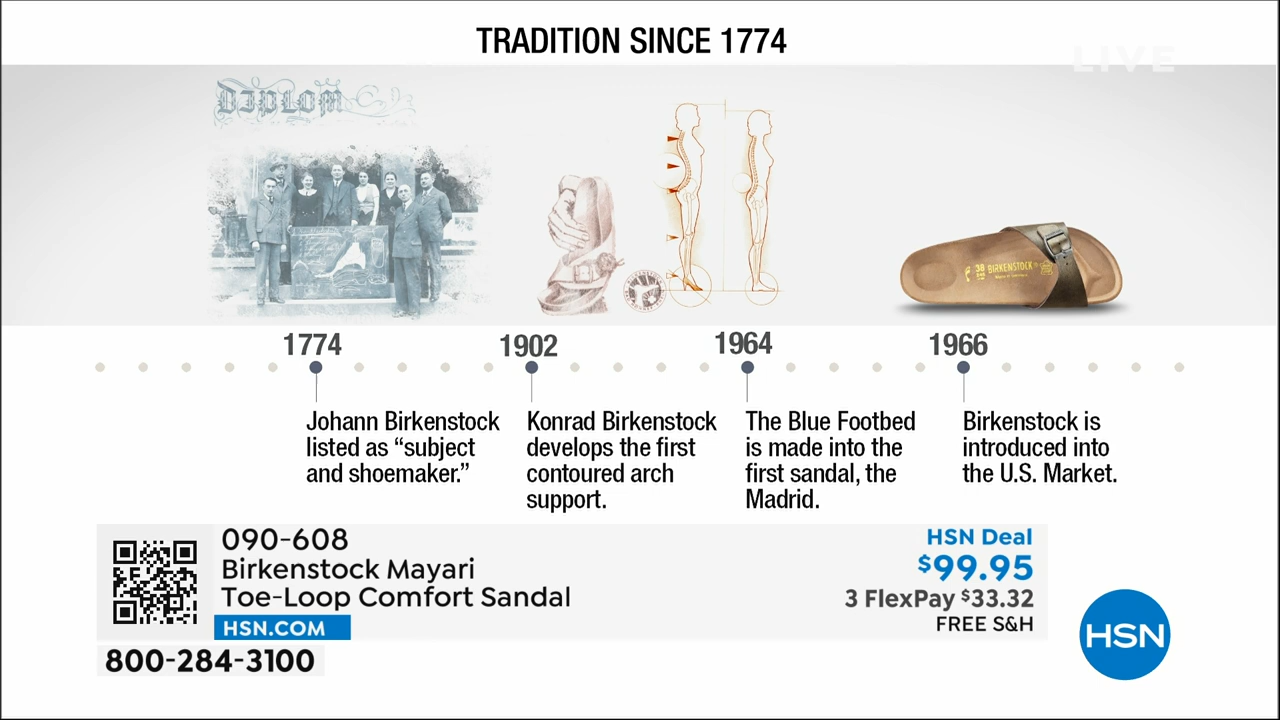 TRADITION SINCE 1774
LIVE
Diplom
38
BIRKENSTOCK
1774
1902
1964
1966
Johann Birkenstock
listed as “subject
and shoemaker.”
Konrad Birkenstock
develops the first
contoured arch
support.
The Blue Footbed
is made into the
first sandal, the
Madrid.
Birkenstock is
introduced into
the U.S. Market.
090-608
Birkenstock Mayari
Toe-Loop Comfort Sandal
HSN.COM
800-284-3100
HSN Deal
$99.95
3 FlexPay $33.32
FREE S&H
HSN